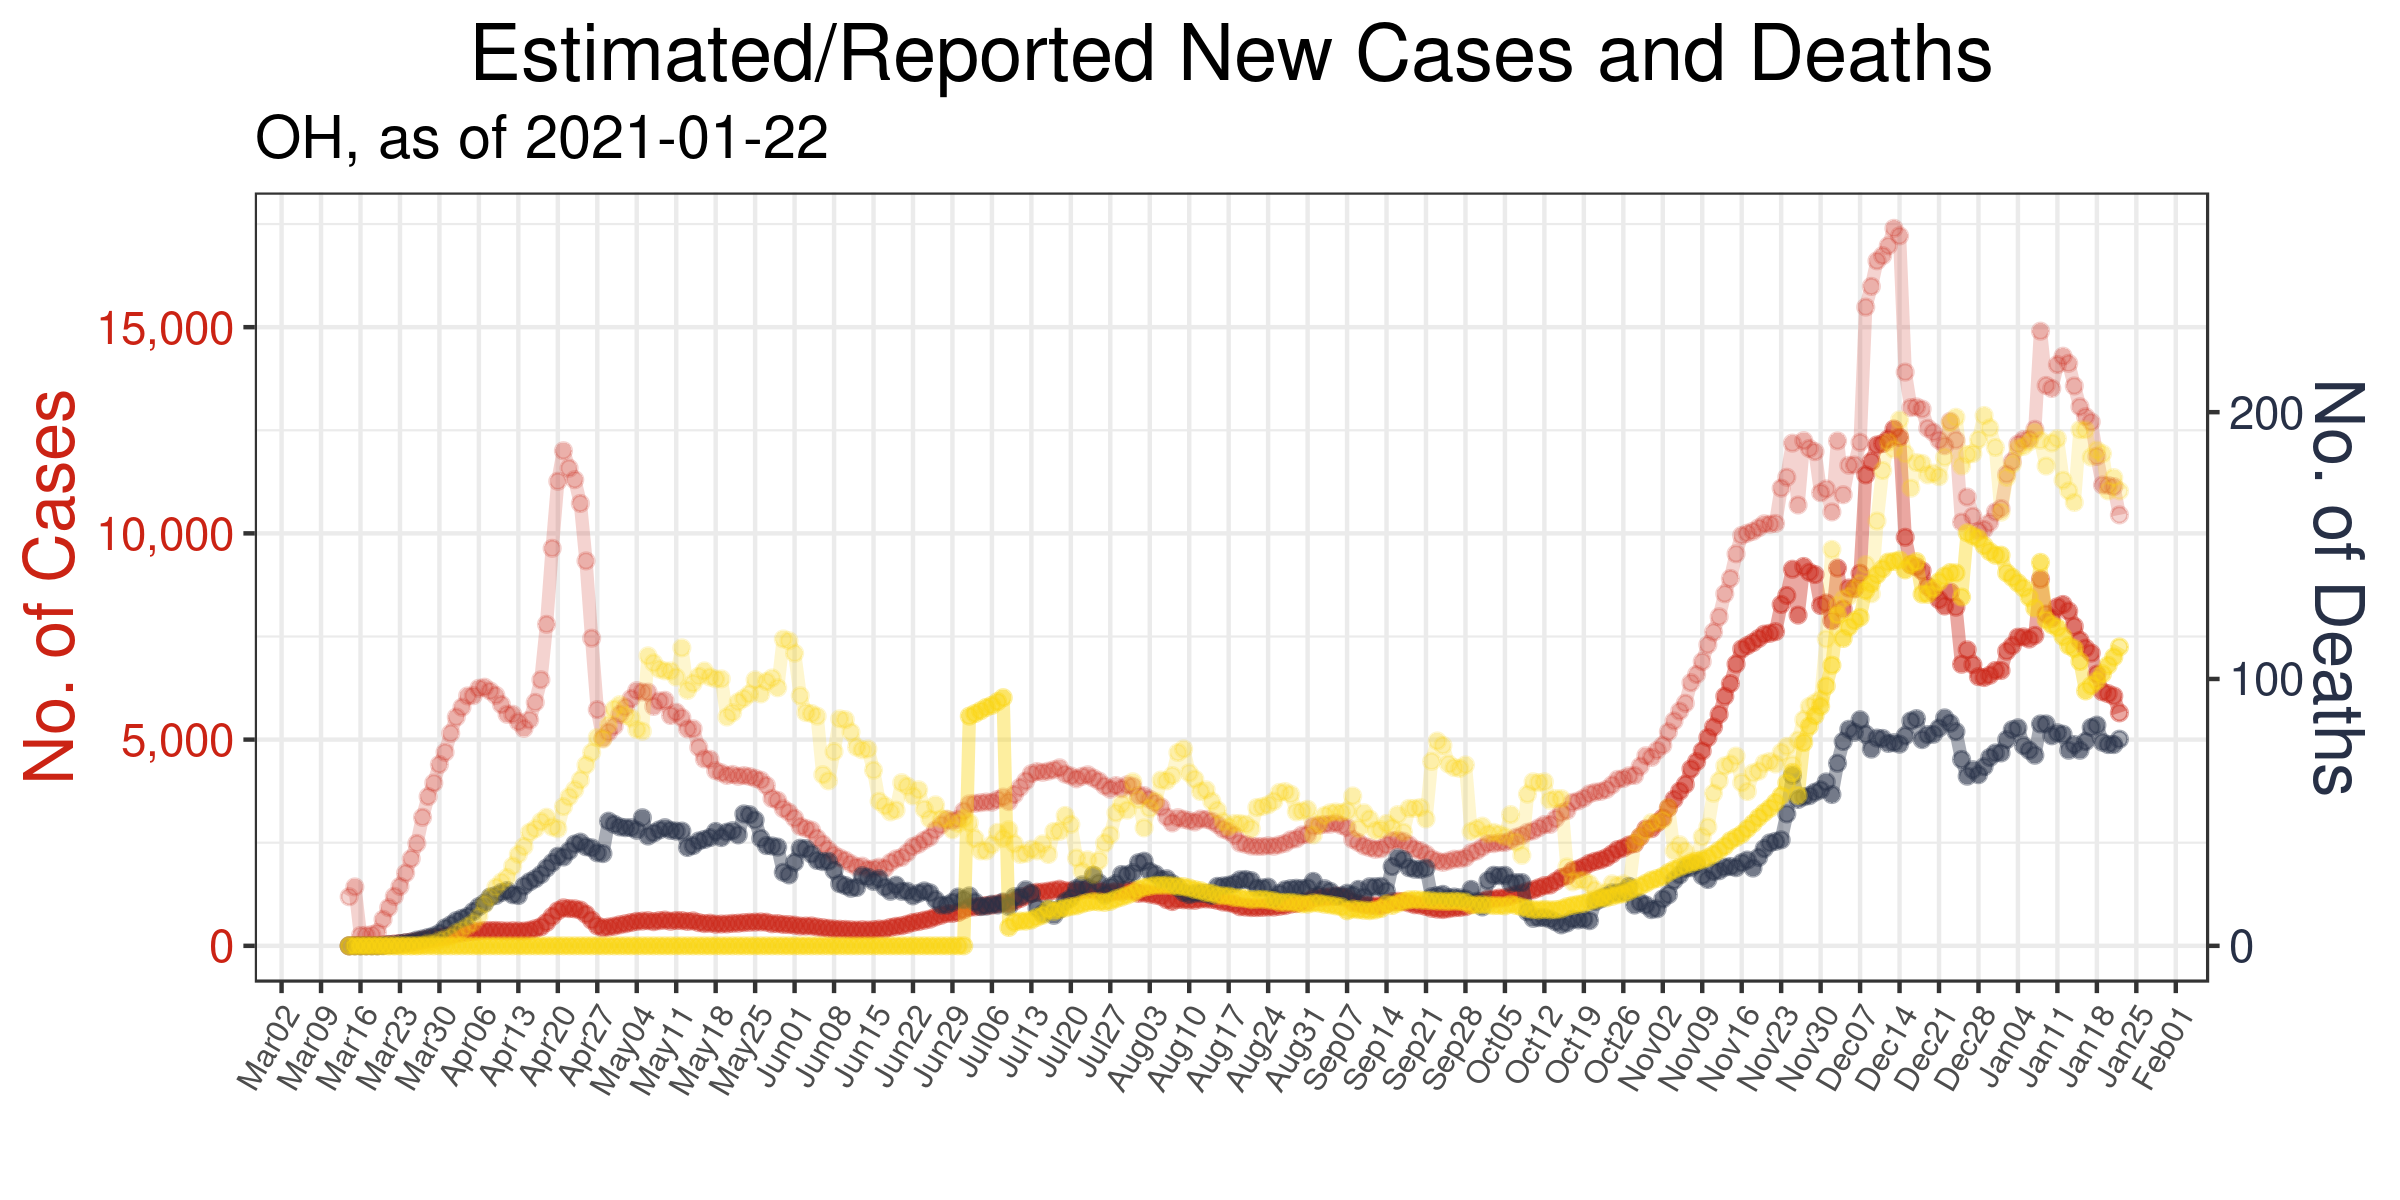 Estimated/Reported New Cases and Deaths
OH, as of 2021-01-22
No. of Cases
15,000
10,000
5,000
0
200
100
0
No. of Deaths
Mar02
Mar09
Mar16
Mar23
Mar30
Apr06
Apr13
Apr20
Apr27
May04
May11
May18
May25
Jun01
Jun08
Jun15
Jun22
Jun29
Jul06
Jul13
Jul20
Jul27
Aug03
Aug10
Aug17
Aug24
Aug31
Sep07
Sep14
Sep21
Sep28
Oct05
Oct12
Oct19
Oct26
Nov02
Nov09
Nov16
Nov23
Nov30
Dec07
Dec14
Dec21
Dec28
Jan04
Jan11
Jan18
Jan25
Feb01